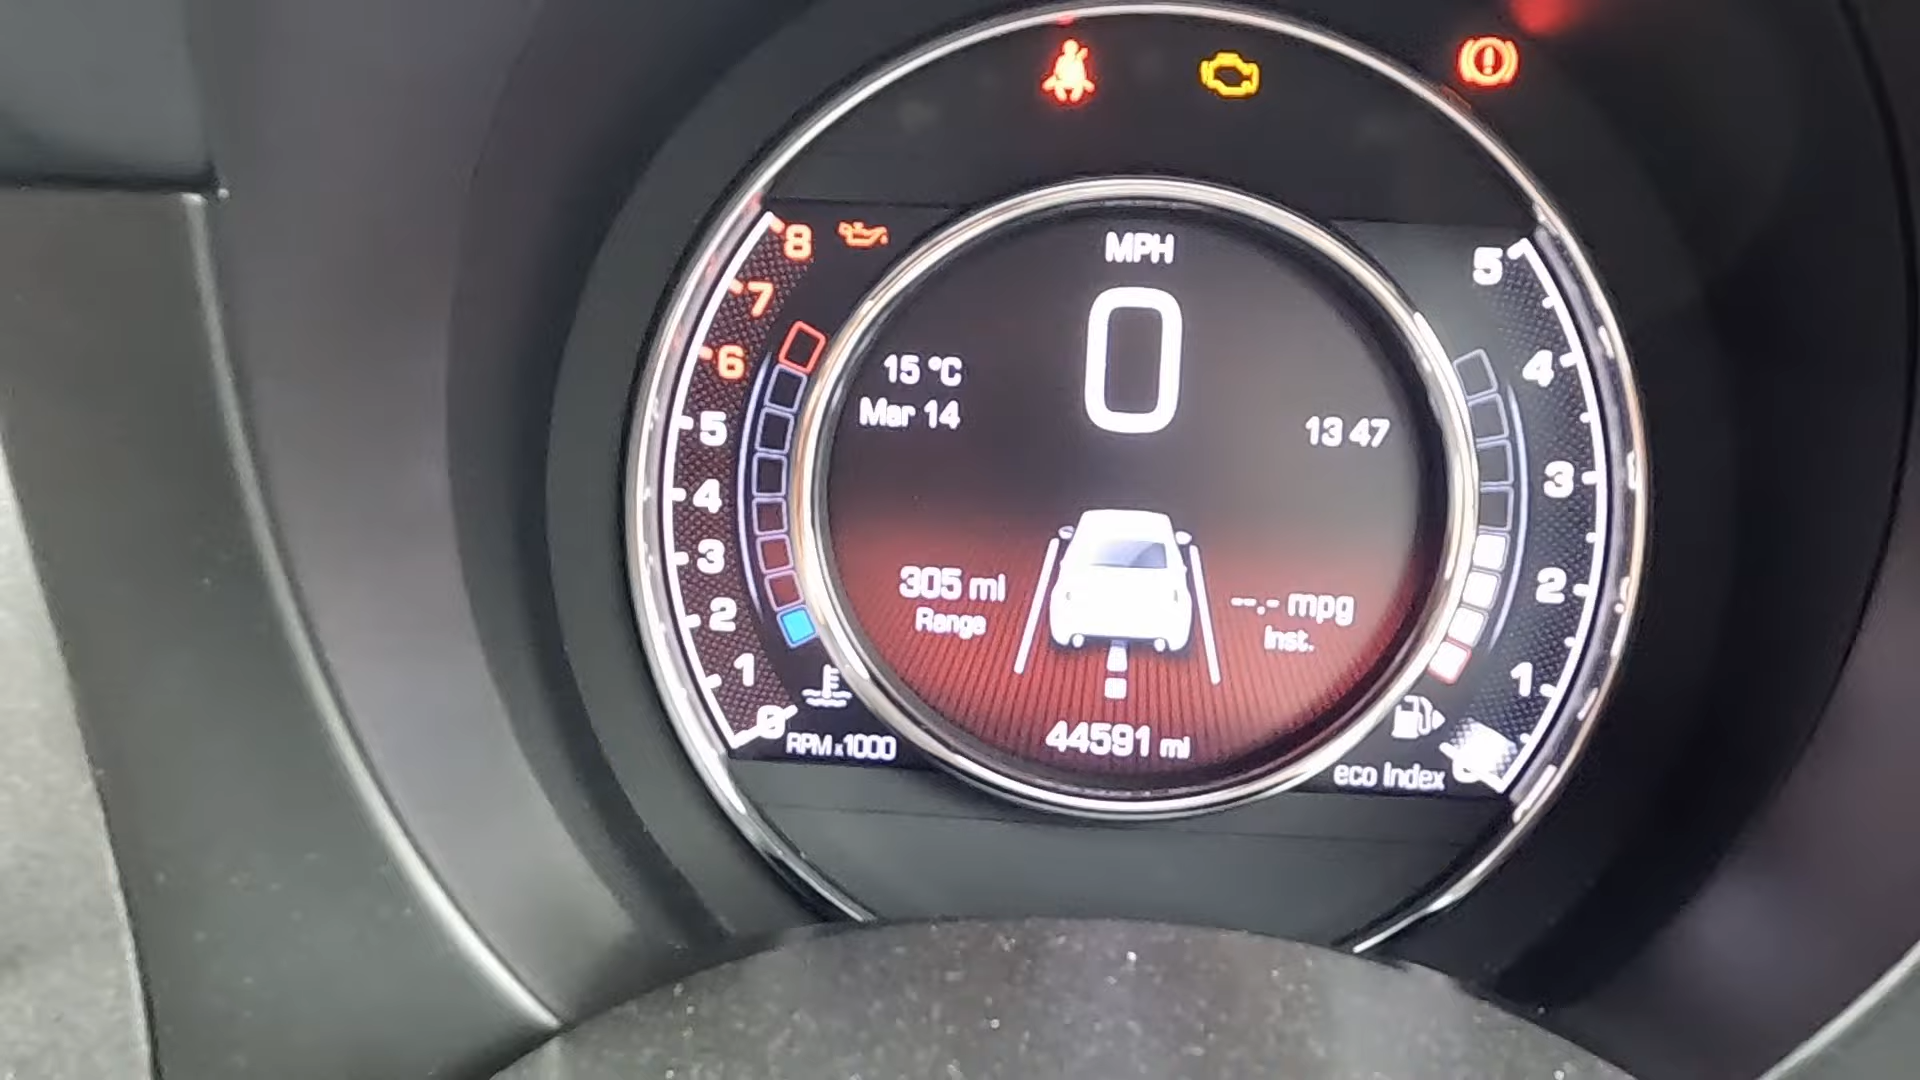 MPH
0
15 °C
Mar 14
13 47
305 mi
Range
--.- mpg
Inst.
44591 mi
8
7
6
5
4
3
2
1
0
RPM x1000
5
4
3
2
1
eco Index